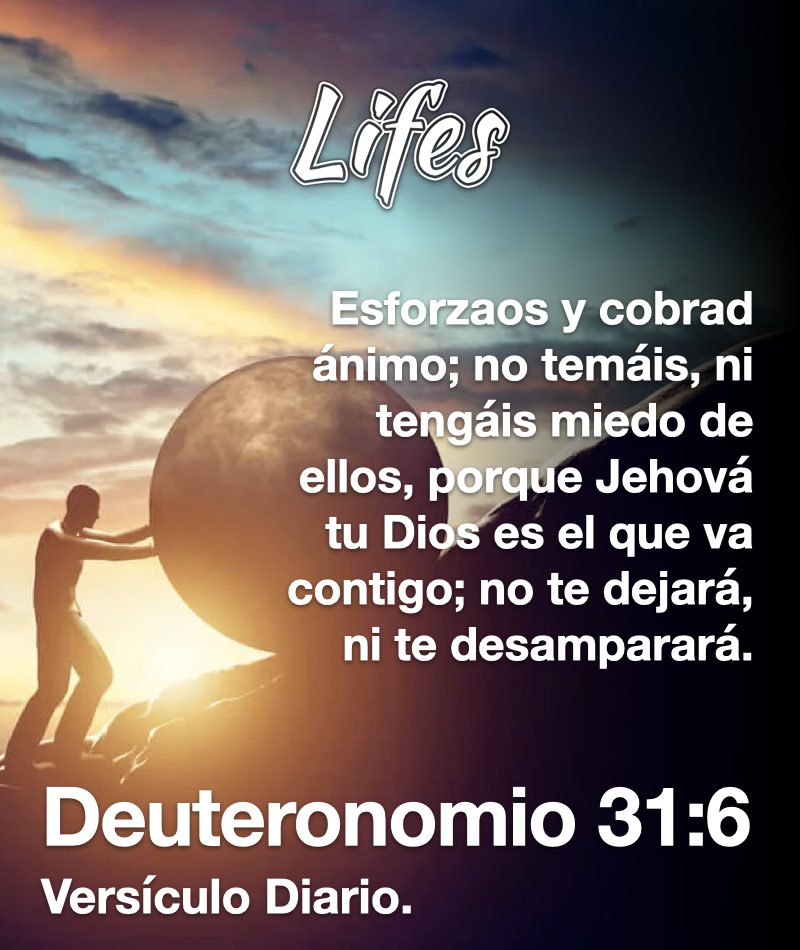 Lifes
Esforzaos y cobrad
ánimo; no temáis, ni
tengáis miedo de
ellos, porque Jehová
tu Dios es el que va
contigo; no te dejará,
ni te desamparará.
Deuteronomio 31:6
Versículo Diario.